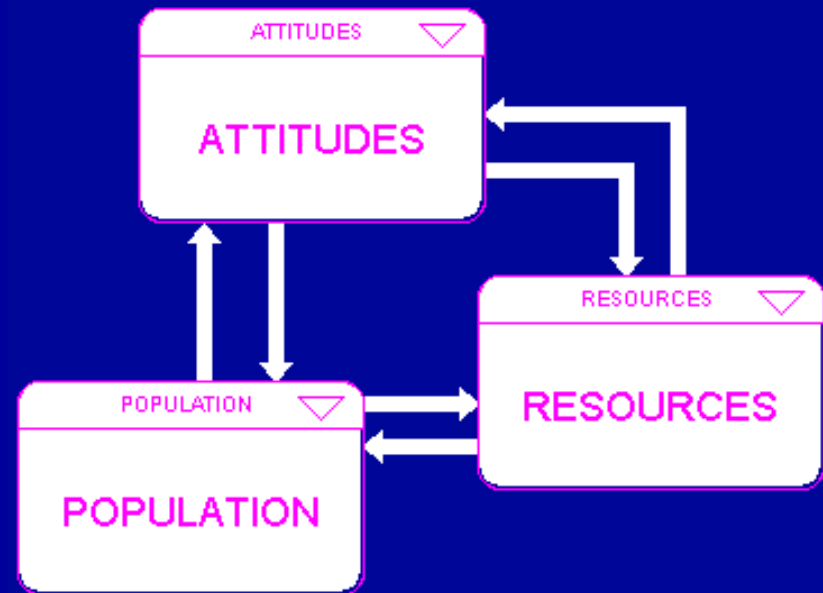 ATTITUDES
ATTITUDES
RESOURCES
RESOURCES
POPULATION
POPULATION